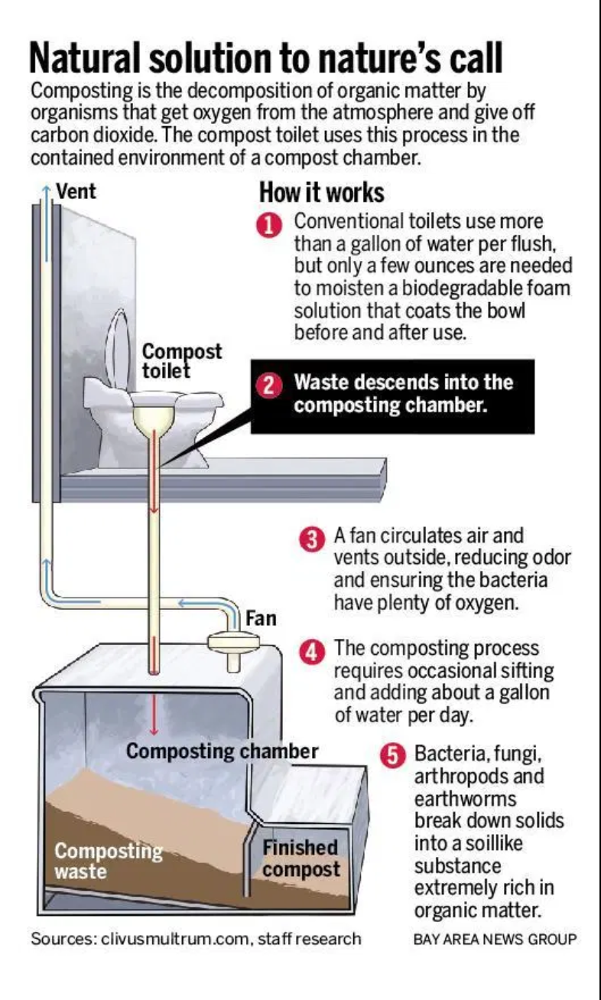 Natural solution to nature's call
Composting is the decomposition of organic matter by
organisms that get oxygen from the atmosphere and give off
carbon dioxide. The compost toilet uses this process in the
contained environment of a compost chamber.
Vent
How it works
1 Conventional toilets use more
than a gallon of water per flush,
but only a few ounces are needed
to moisten a biodegradable foam
solution that coats the bowl
before and after use.
Compost
toilet
2 Waste descends into the
composting chamber.
3 A fan circulates air and
vents outside, reducing odor
and ensuring the bacteria
have plenty of oxygen.
Fan
4 The composting process
requires occasional sifting
and adding about a gallon
of water per day.
Composting chamber
5 Bacteria, fungi,
arthropods and
earthworms
break down solids
into a soillike
substance
extremely rich in
organic matter.
Composting
waste
Finished
compost
Sources: clivusmultrum.com, staff research
BAY AREA NEWS GROUP